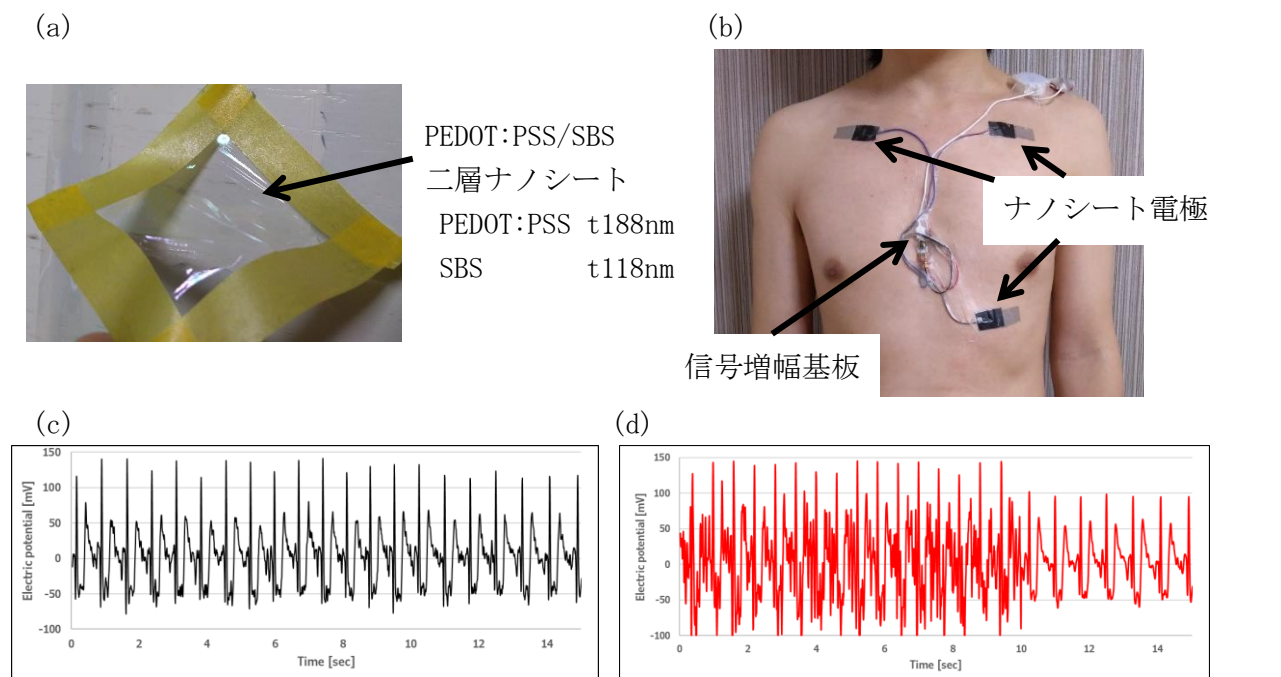 (a)
PEDOT:PSS/SBS
二層ナノシート
PEDOT:PSS t188nm
SBS t118nm
(b)
ナノシート電極
信号増幅基板
(c)
150
100
50
0
-50
-100
Electric potential [mV]
0 2 4 6 8 10 12 14
Time [sec]
(d)
150
100
50
0
-50
-100
Electric potential [mV]
0 2 4 6 8 10 12 14
Time [sec]